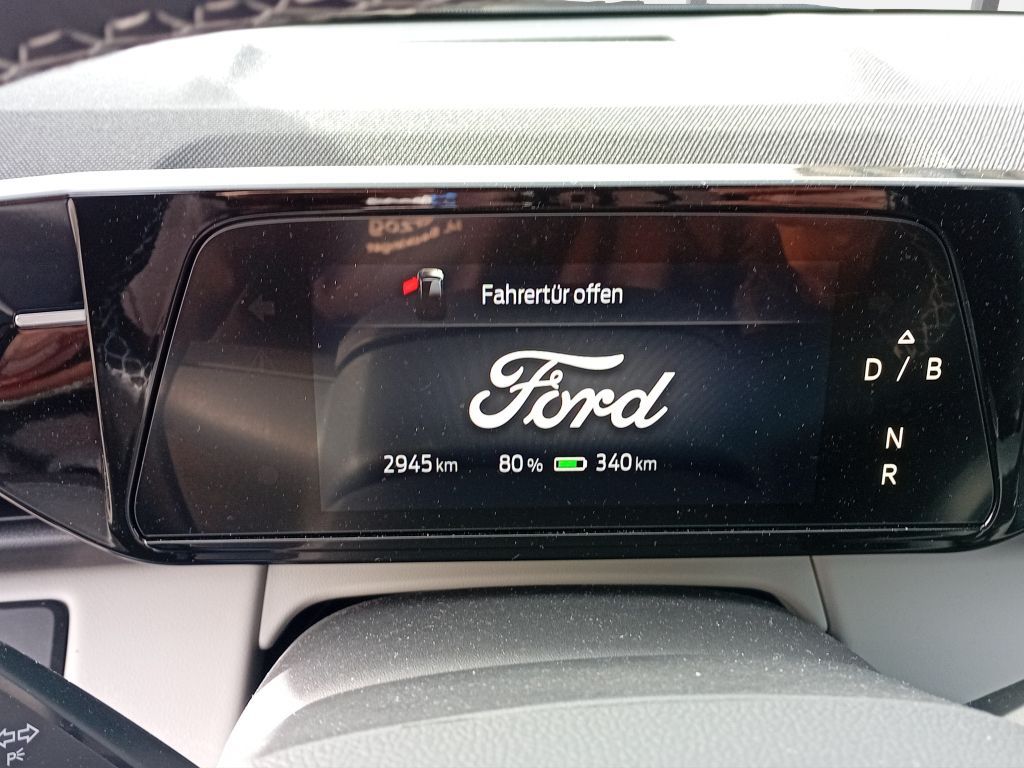 Fahrertür offen
Ford
D / B
2945 km 80 % 340 km
N
R
P